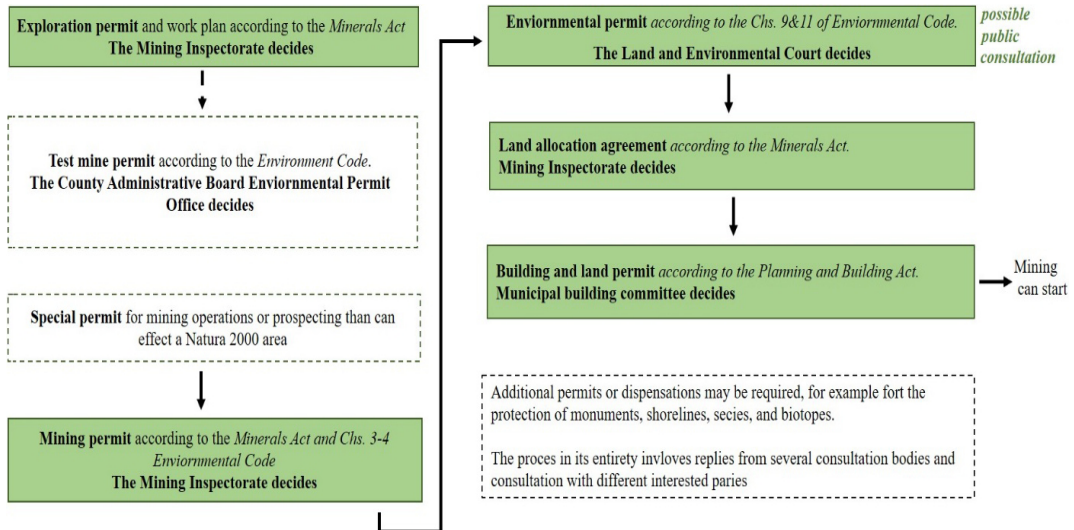 Exploration permit and work plan according to the Minerals Act
The Mining Inspectorate decides
Test mine permit according to the Environment Code.
The County Administrative Board Enviornmental Permit
Office decides
Special permit for mining operations or prospecting than can
effect a Natura 2000 area
Mining permit according to the Minerals Act and Chs. 3-4
Enviornmental Code
The Mining Inspectorate decides
Enviornmental permit according to the Chs. 9&11 of Enviornmental Code.
The Land and Environmental Court decides
possible
public
consultation
Land allocation agreement according to the Minerals Act.
Mining Inspectorate decides
Building and land permit according to the Planning and Building Act.
Municipal building committee decides
Mining
can start
Additional permits or dispensations may be required, for example fort the
protection of monuments, shorelines, secies, and biotopes.
The proces in its entirety invloves replies from several consultation bodies and
consultation with different interested paries